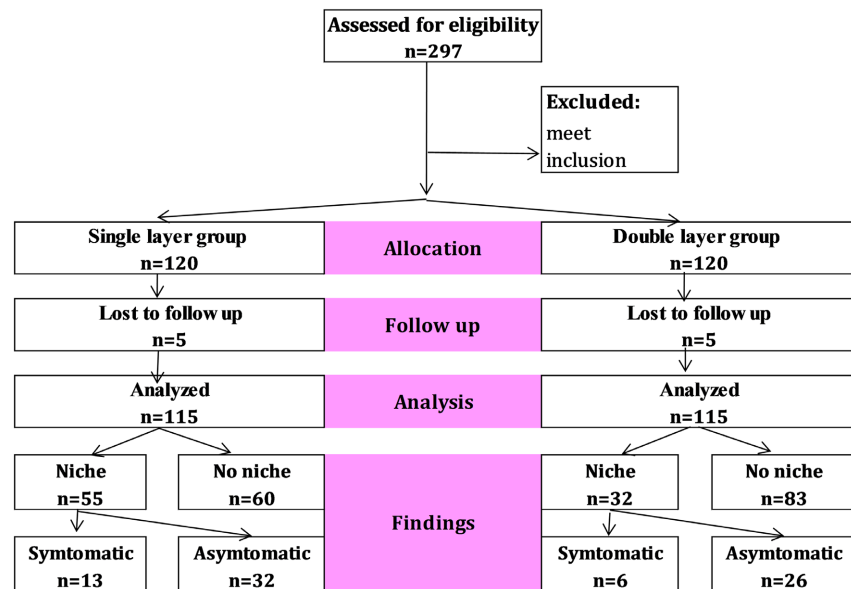 Assessed for eligibility
n=297
Excluded:
meet
inclusion
Single layer group
n=120
Allocation
Double layer group
n=120
Lost to follow up
n=5
Follow up
Lost to follow up
n=5
Analyzed
n=115
Analysis
Analyzed
n=115
Niche
n=55
No niche
n=60
Findings
Niche
n=32
No niche
n=83
Symtomatic
n=13
Asymtomatic
n=32
Symtomatic
n=6
Asymtomatic
n=26